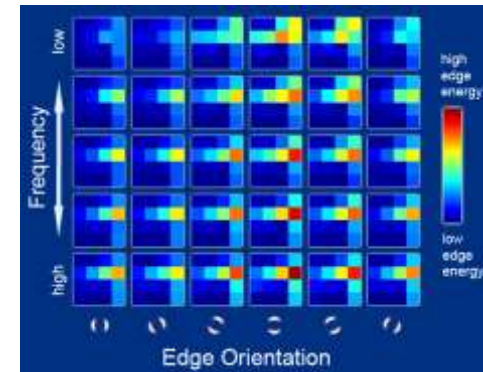 low
Frequency
high
high
edge
energy
low
edge
energy
Edge Orientation